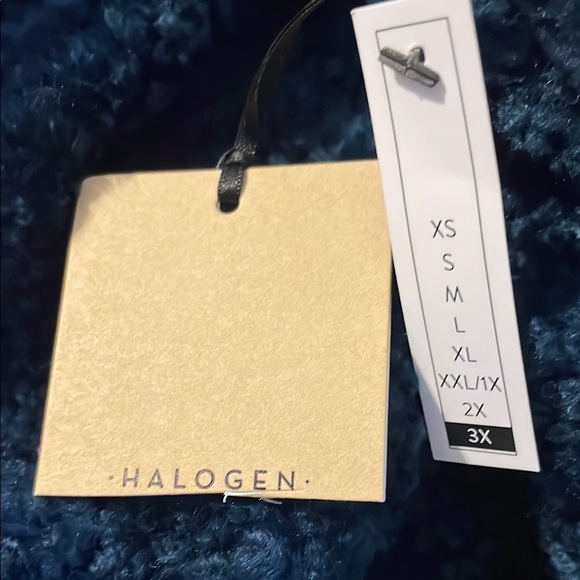 XS
S
M
L
XL
XXL/1X
2X
3X
·HALOGEN·